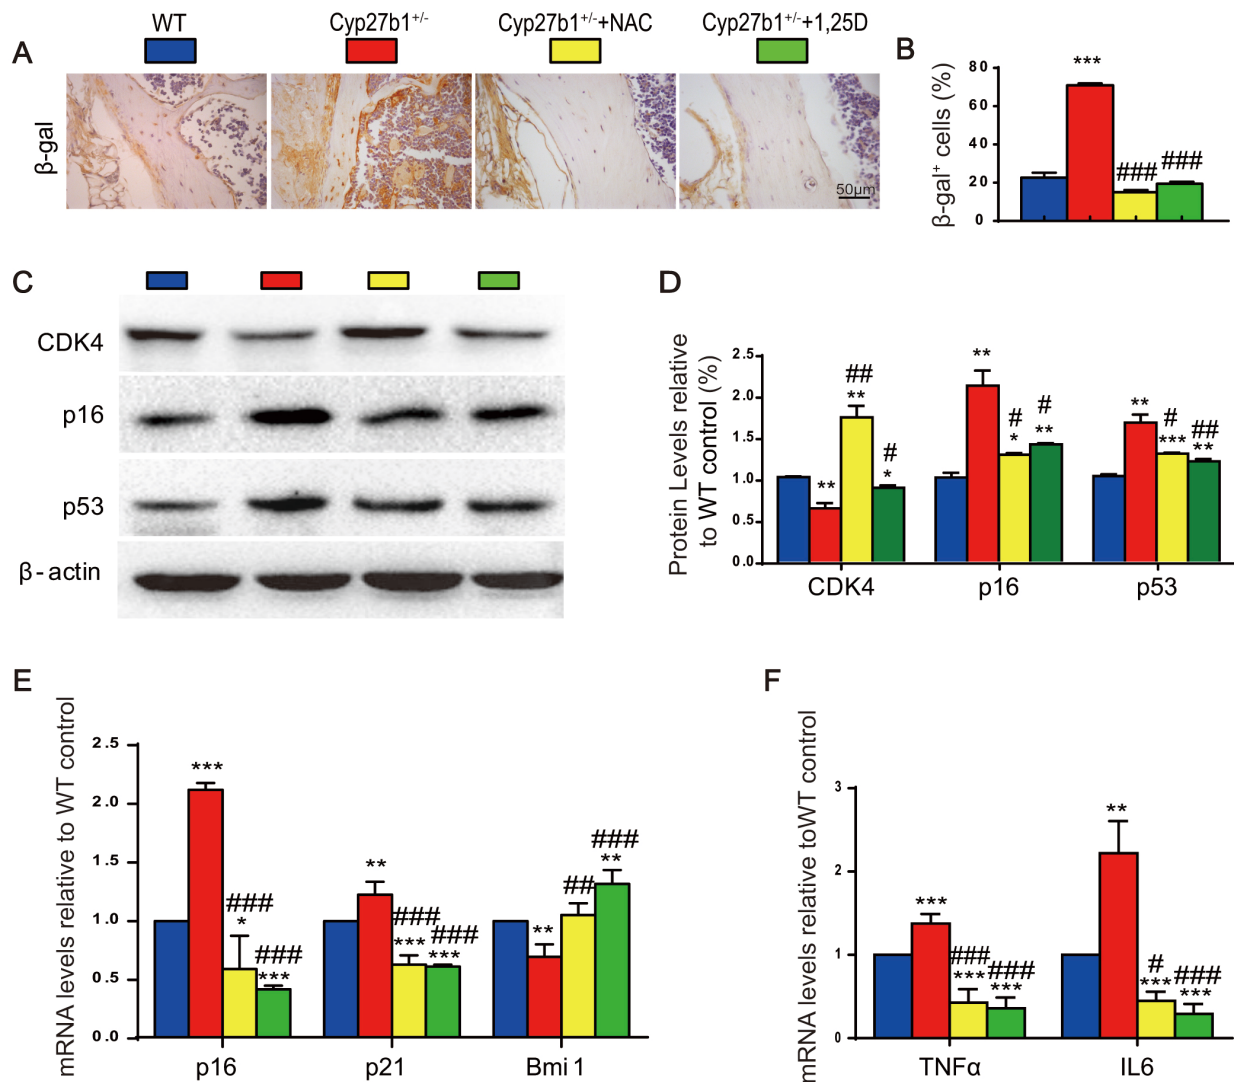 WT
Cyp27b1+/-
Cyp27b1+/-+NAC
Cyp27b1+/-+1,25D
A
β-gal
50μm
B
β-gal+ cells (%)
80
60
40
20
0
***
###
###
C
CDK4
p16
p53
β-actin
D
Protein Levels relative
to WT control (%)
2.5
2.0
1.5
1.0
0.5
0.0
**
##
**
#
*
**
#
*
#
**
**
#
***
##
**
CDK4
p16
p53
E
mRNA levels relative to WT control
2.5
2.0
1.5
1.0
0.5
0.0
***
###
*
###
***
**
###
***
###
***
**
##
###
**
p16
p21
Bmi 1
F
mRNA levels relative toWT control
3
2
1
0
***
###
***
###
***
**
#
***
###
***
TNFα
IL6